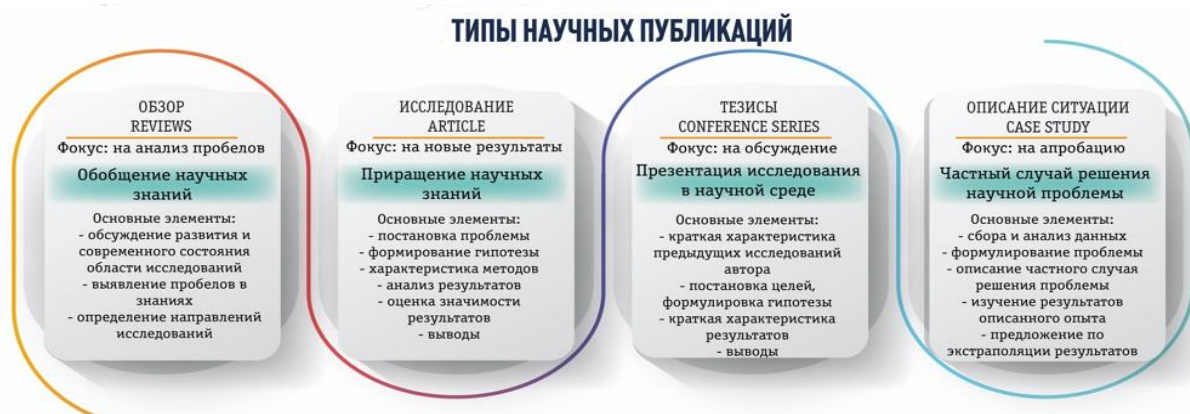 ТИПЫ НАУЧНЫХ ПУБЛИКАЦИЙ
ОБЗОР
REVIEWS
Фокус: на анализ пробелов
Обобщение научных
знаний
Основные элементы:
- обсуждение развития и
современного состояния
области исследований
- выявление пробелов в
знаниях
- определение направлений
исследований
ИССЛЕДОВАНИЕ
ARTICLE
Фокус: на новые результаты
Приращение научных
знаний
Основные элементы:
- постановка проблемы
- формирование гипотезы
- характеристика методов
- анализ результатов
- оценка значимости
результатов
- выводы
ТЕЗИСЫ
CONFERENCE SERIES
Фокус: на обсуждение
Презентация исследования
в научной среде
Основные элементы:
- краткая характеристика
предыдущих исследований
автора
- постановка целей,
формулировка гипотезы
- краткая характеристика
результатов
- выводы
ОПИСАНИЕ СИТУАЦИИ
CASE STUDY
Фокус: на апробацию
Частный случай решения
научной проблемы
Основные элементы:
- сбора и анализ данных
- формулирование проблемы
- описание частного случая
решения проблемы
- изучение результатов
описанного опыта
- предложение по
экстраполяции результатов